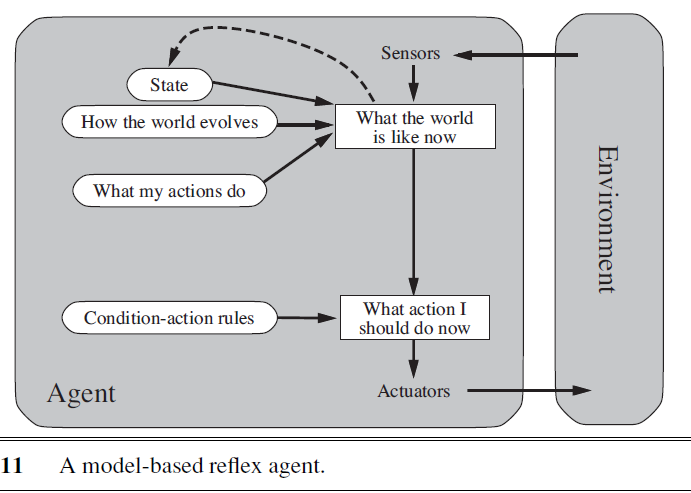 Sensors
State
How the world evolves
What the world
is like now
What my actions do
Environment
Condition-action rules
What action I
should do now
Agent
Actuators
11 A model-based reflex agent.